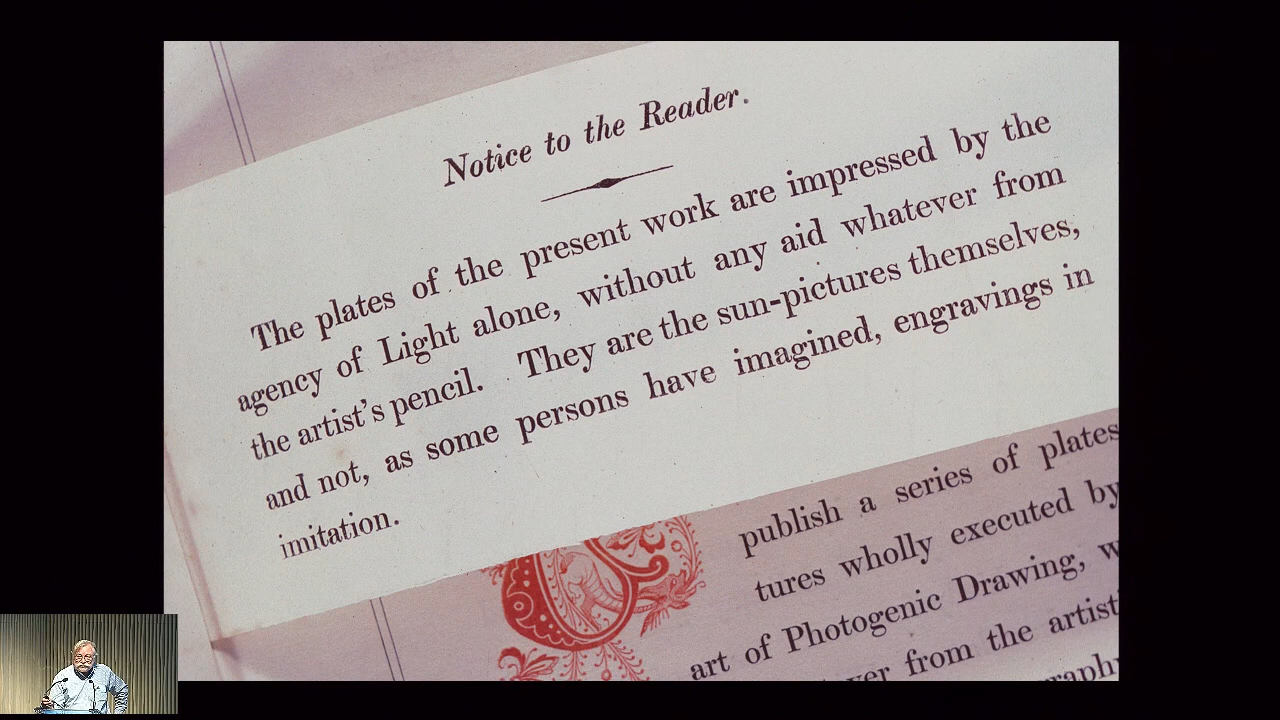 Notice to the Reader.
The plates of the present work are impressed by the
agency of Light alone, without any aid whatever from
the artist's pencil. They are the sun-pictures themselves,
and not, as some persons have imagined, engravings in
imitation.
publish a series of plates
tures wholly executed by
art of Photogenic Drawing, w
ver from the artist
raphy